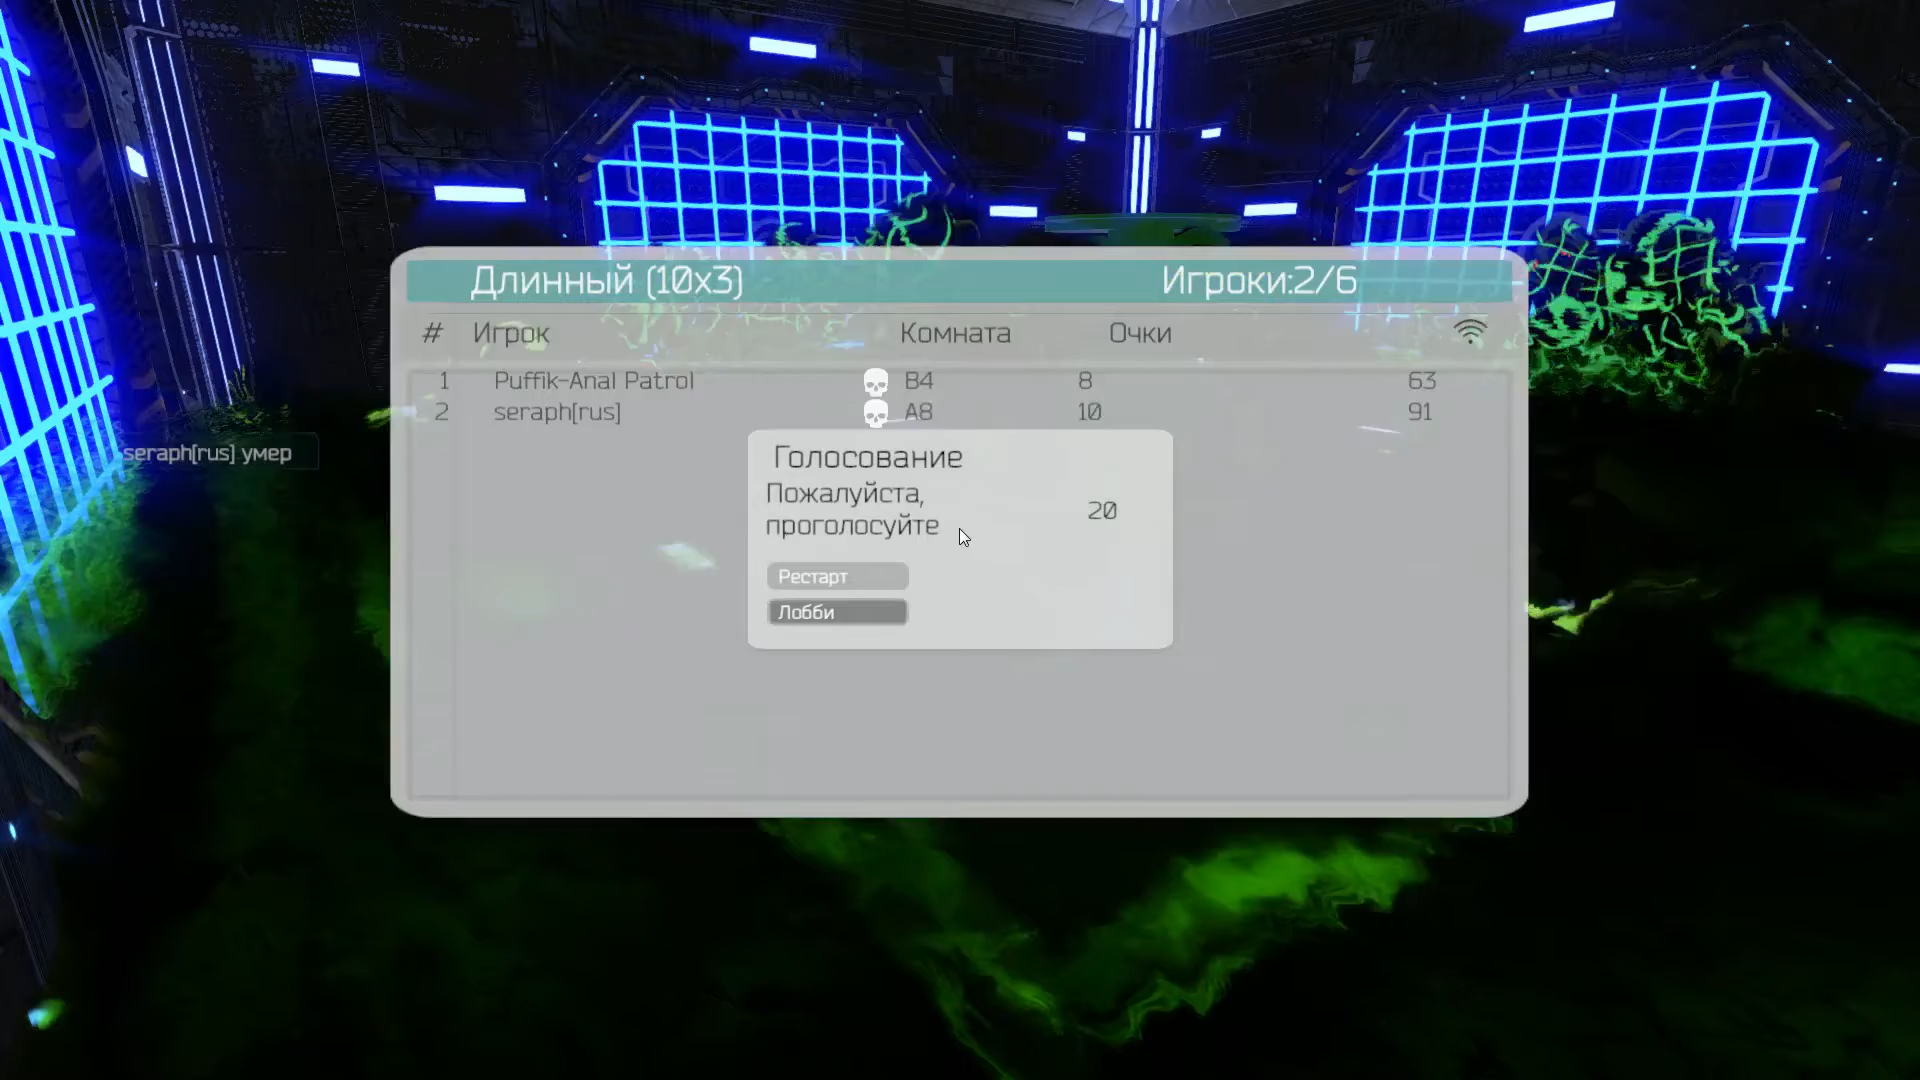 Длинный (10x3) Игроки:2/6
# Игрок Комната Очки
1 Puffik-Anal Patrol B4 8 63
2 seraph[rus] A8 10 91
seraph[rus] умер
Голосование
Пожалуйста,
проголосуйте
20
Рестарт
Лобби